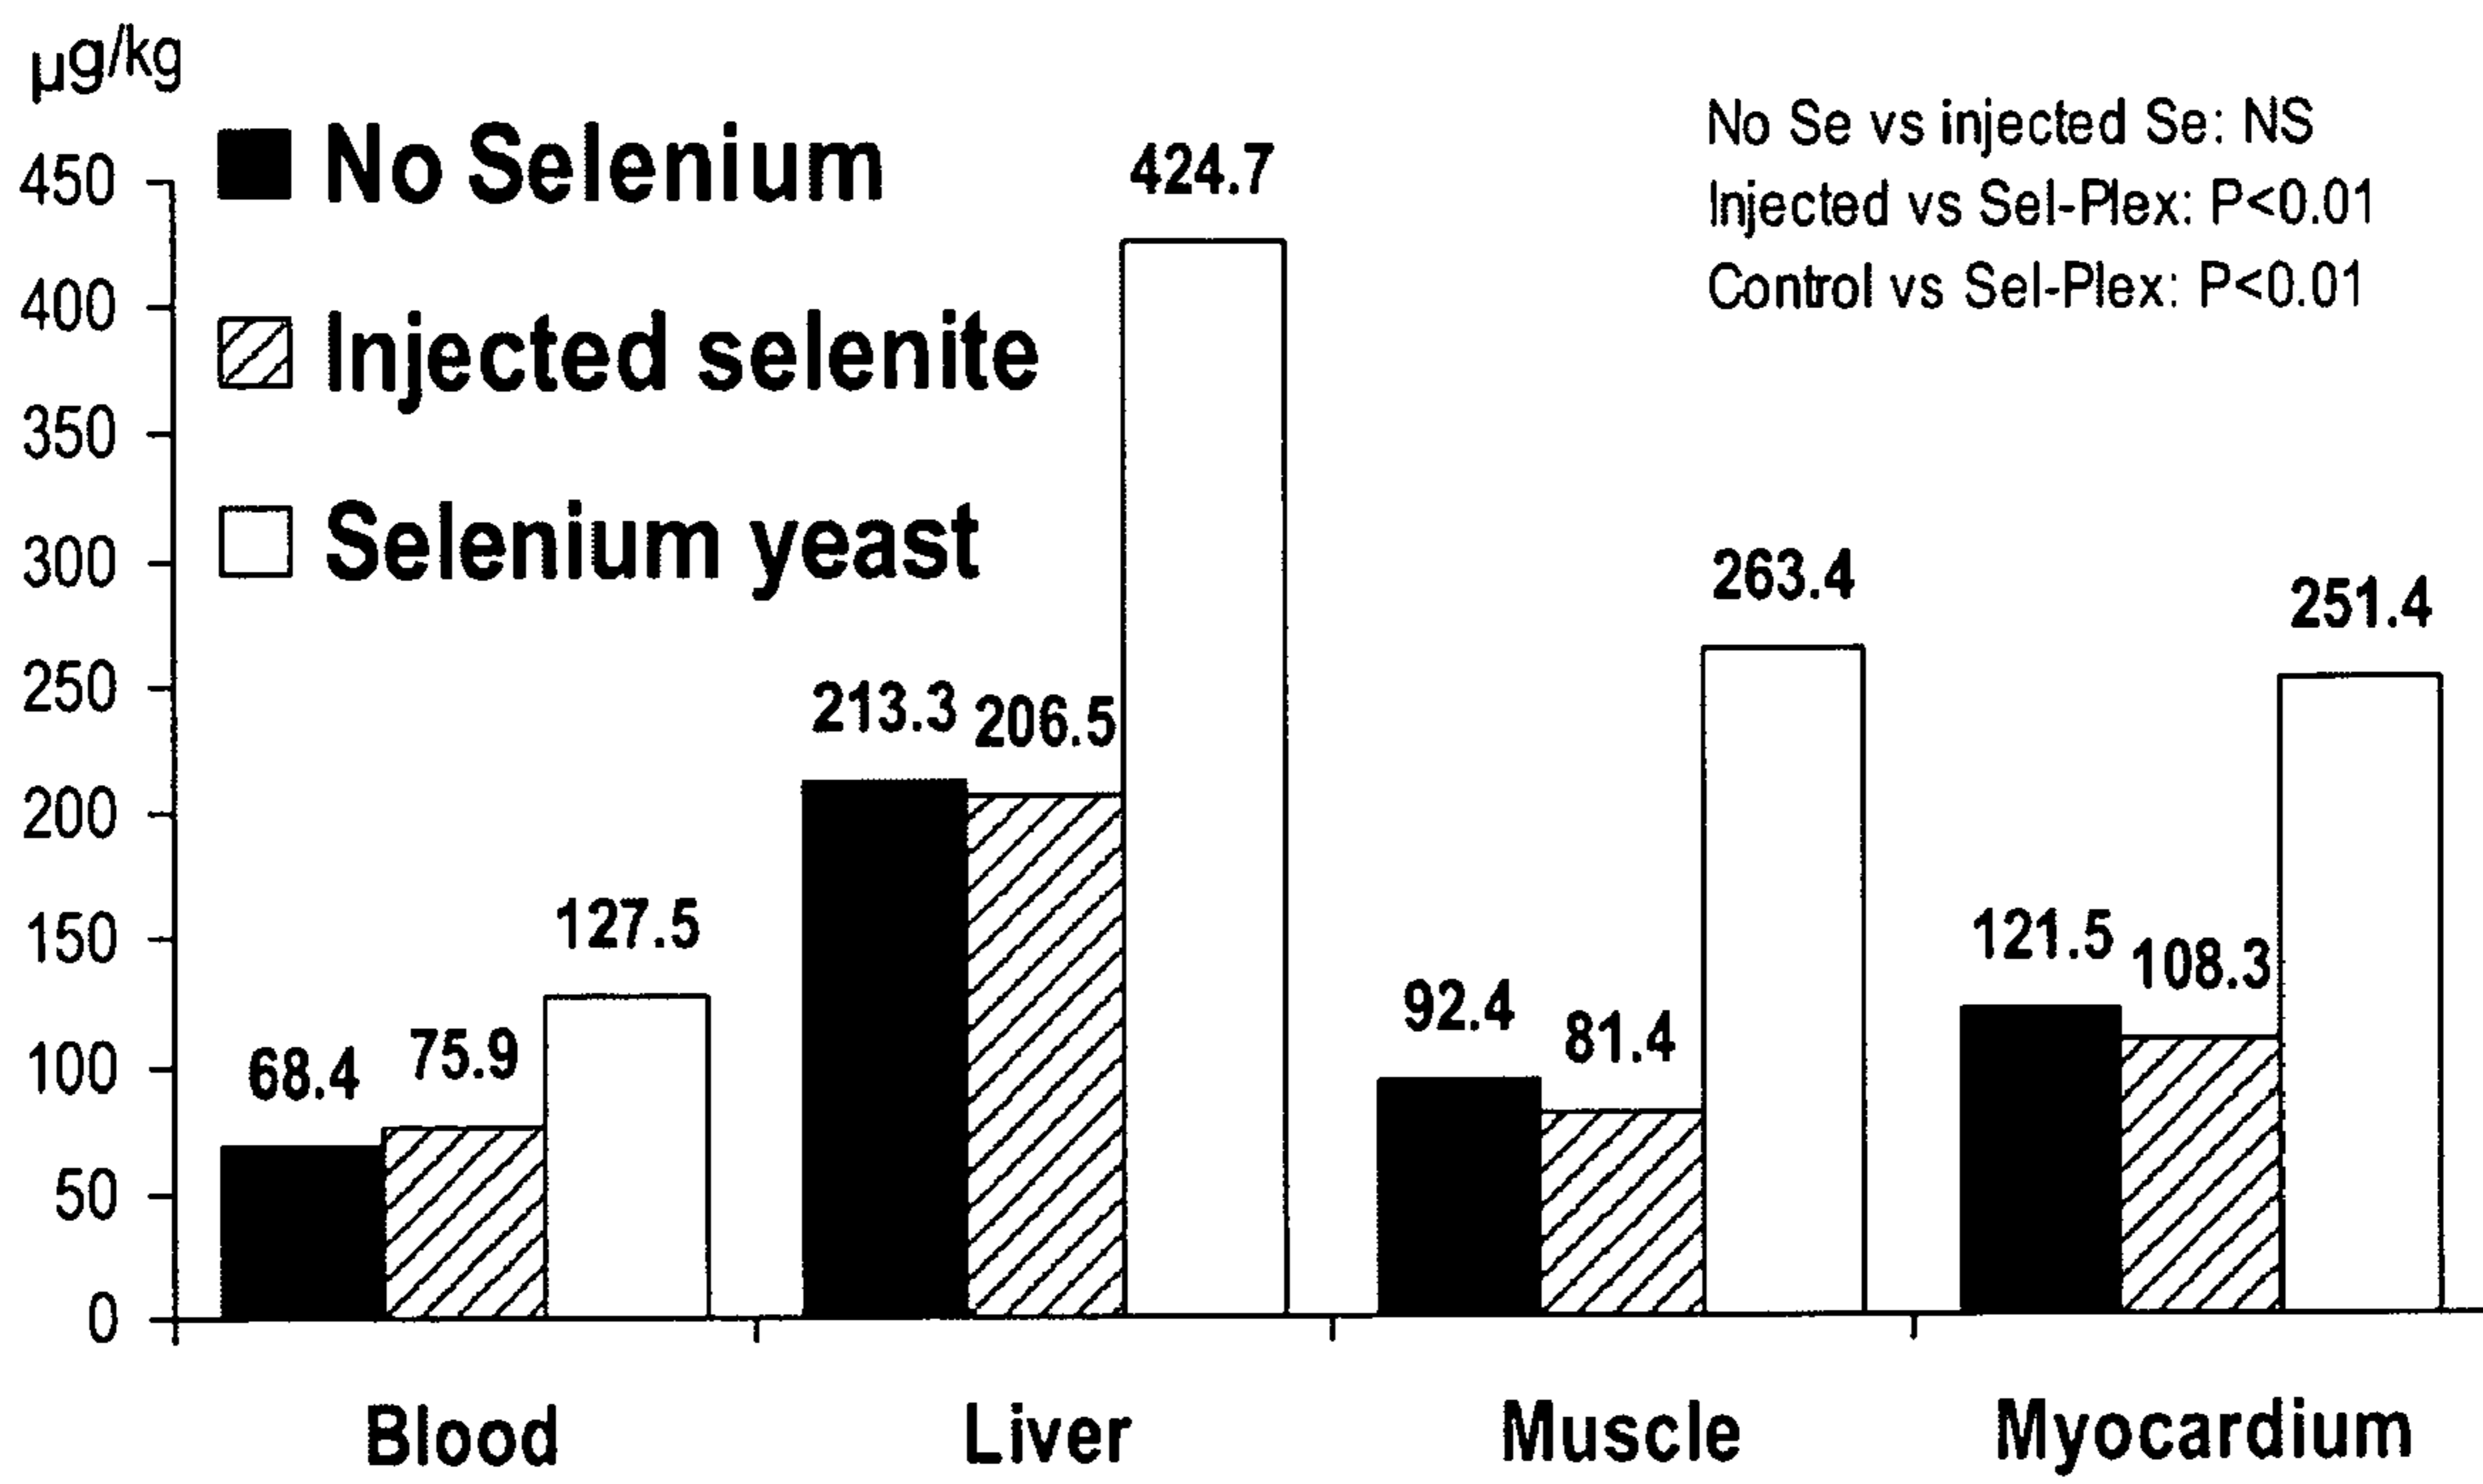 µg/kg
No Selenium
Injected selenite
Selenium yeast
No Se vs injected Se: NS
Injected vs Sel-Plex: P<0.01
Control vs Sel-Plex: P<0.01
450
400
350
300
250
200
150
100
50
0
68.4
75.9
127.5
213.3
206.5
424.7
92.4
81.4
263.4
121.5
108.3
251.4
Blood
Liver
Muscle
Myocardium